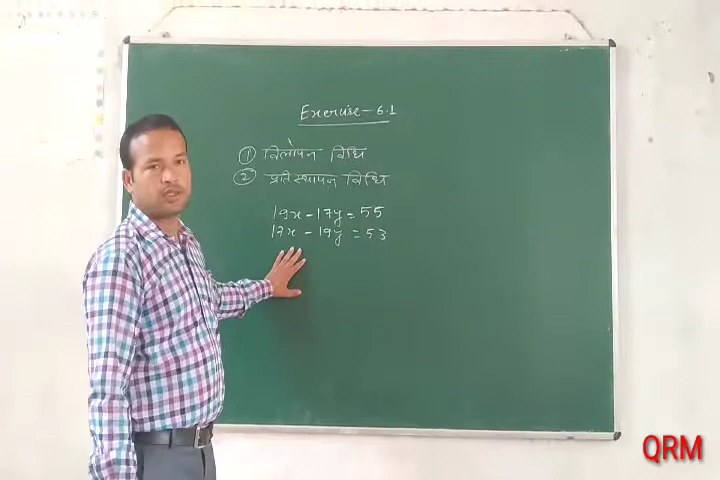 Exercise - 6.1
① विलोपन विधि
② प्रतिस्थापन विधि
19x - 17y = 55
17x - 19y = 53
QRM